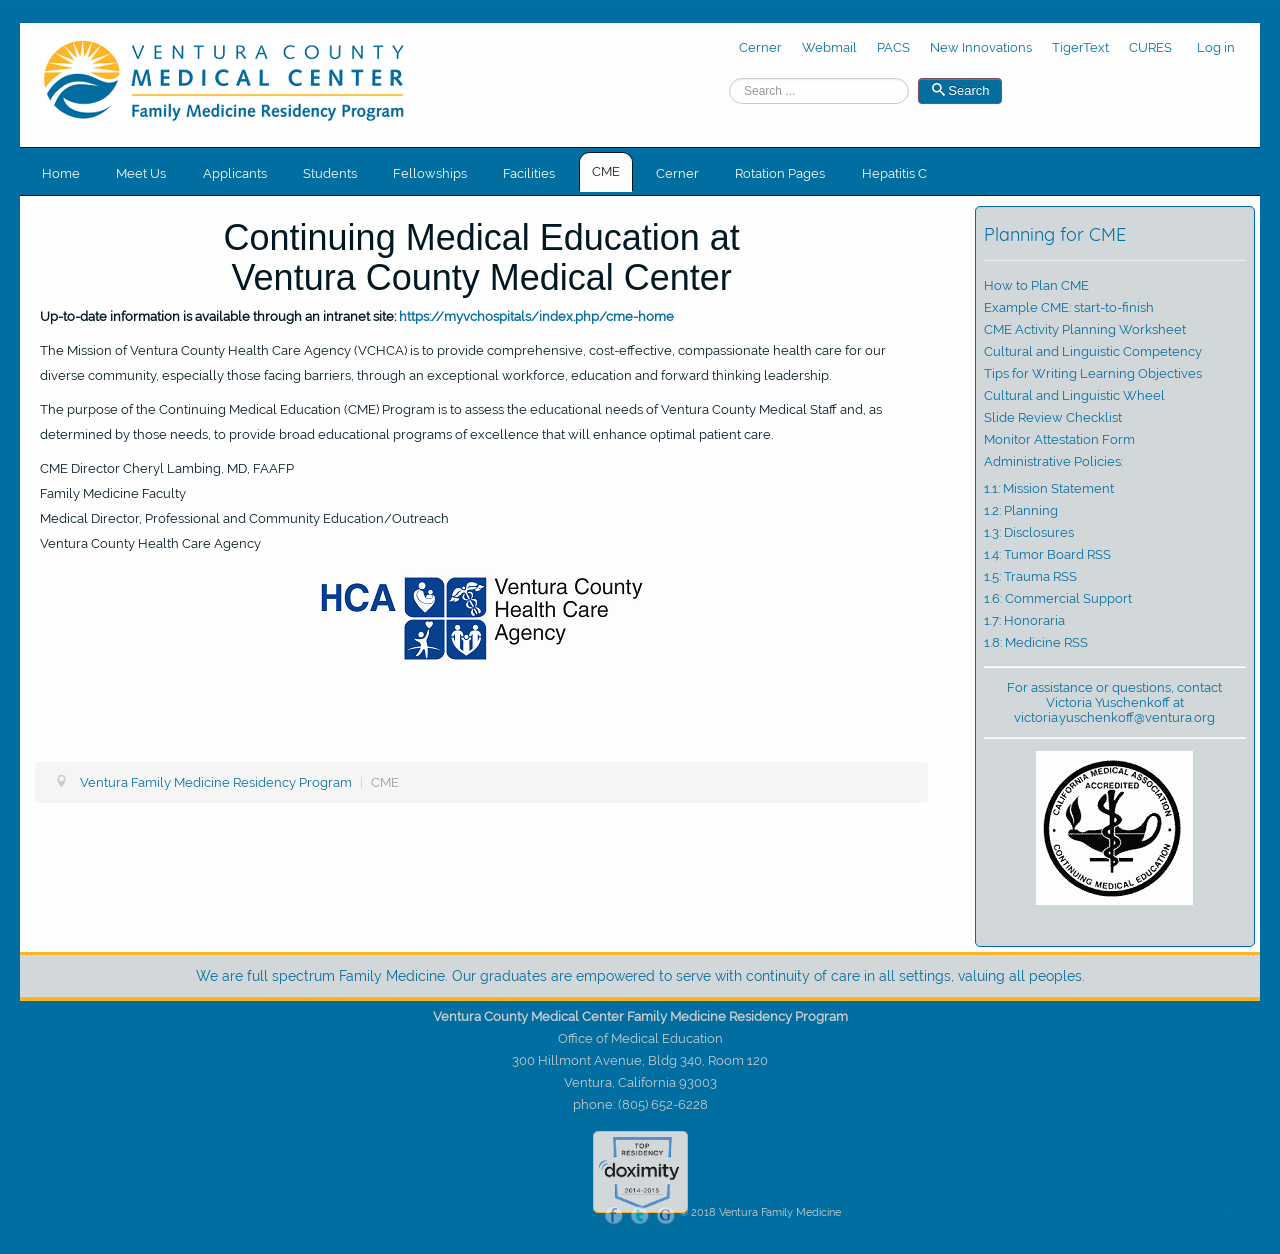 VENTURA COUNTY
MEDICAL CENTER
Family Medicine Residency Program
Cerner Webmail PACS New Innovations TigerText CURES Log in
Search ... Search
Home Meet Us Applicants Students Fellowships Facilities CME Cerner Rotation Pages Hepatitis C
Continuing Medical Education at
Ventura County Medical Center
Up-to-date information is available through an intranet site: https://myvchospitals/index.php/cme-home
The Mission of Ventura County Health Care Agency (VCHCA) is to provide comprehensive, cost-effective, compassionate health care for our
diverse community, especially those facing barriers, through an exceptional workforce, education and forward thinking leadership.
The purpose of the Continuing Medical Education (CME) Program is to assess the educational needs of Ventura County Medical Staff and, as
determined by those needs, to provide broad educational programs of excellence that will enhance optimal patient care.
CME Director Cheryl Lambing, MD, FAAFP
Family Medicine Faculty
Medical Director, Professional and Community Education/Outreach
Ventura County Health Care Agency
HCA
Ventura County
Health Care
Agency
Ventura Family Medicine Residency Program | CME
Planning for CME
How to Plan CME
Example CME: start-to-finish
CME Activity Planning Worksheet
Cultural and Linguistic Competency
Tips for Writing Learning Objectives
Cultural and Linguistic Wheel
Slide Review Checklist
Monitor Attestation Form
Administrative Policies:
1.1: Mission Statement
1.2: Planning
1.3: Disclosures
1.4: Tumor Board RSS
1.5: Trauma RSS
1.6: Commercial Support
1.7: Honoraria
1.8: Medicine RSS
For assistance or questions, contact
Victoria Yuschenkoff at
victoria.yuschenkoff@ventura.org
CALIFORNIA MEDICAL ASSOCIATION
ACCREDITED
CONTINUING MEDICAL EDUCATION
We are full spectrum Family Medicine. Our graduates are empowered to serve with continuity of care in all settings, valuing all peoples.
Ventura County Medical Center Family Medicine Residency Program
Office of Medical Education
300 Hillmont Avenue, Bldg 340, Room 120
Ventura, California 93003
phone: (805) 652-6228
TOP
RESIDENCY
doximity
2014-2015
f t G © 2018 Ventura Family Medicine